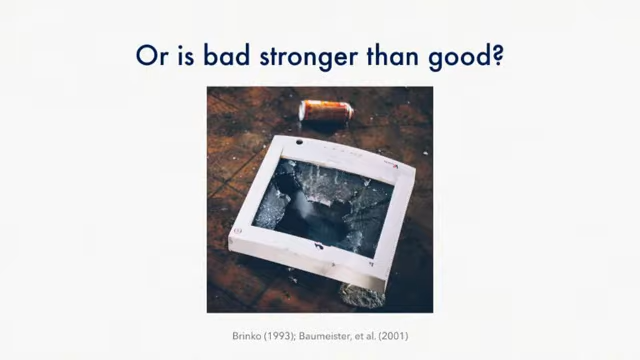 Or is bad stronger than good?
Brinko (1993); Baumeister, et al. (2001)